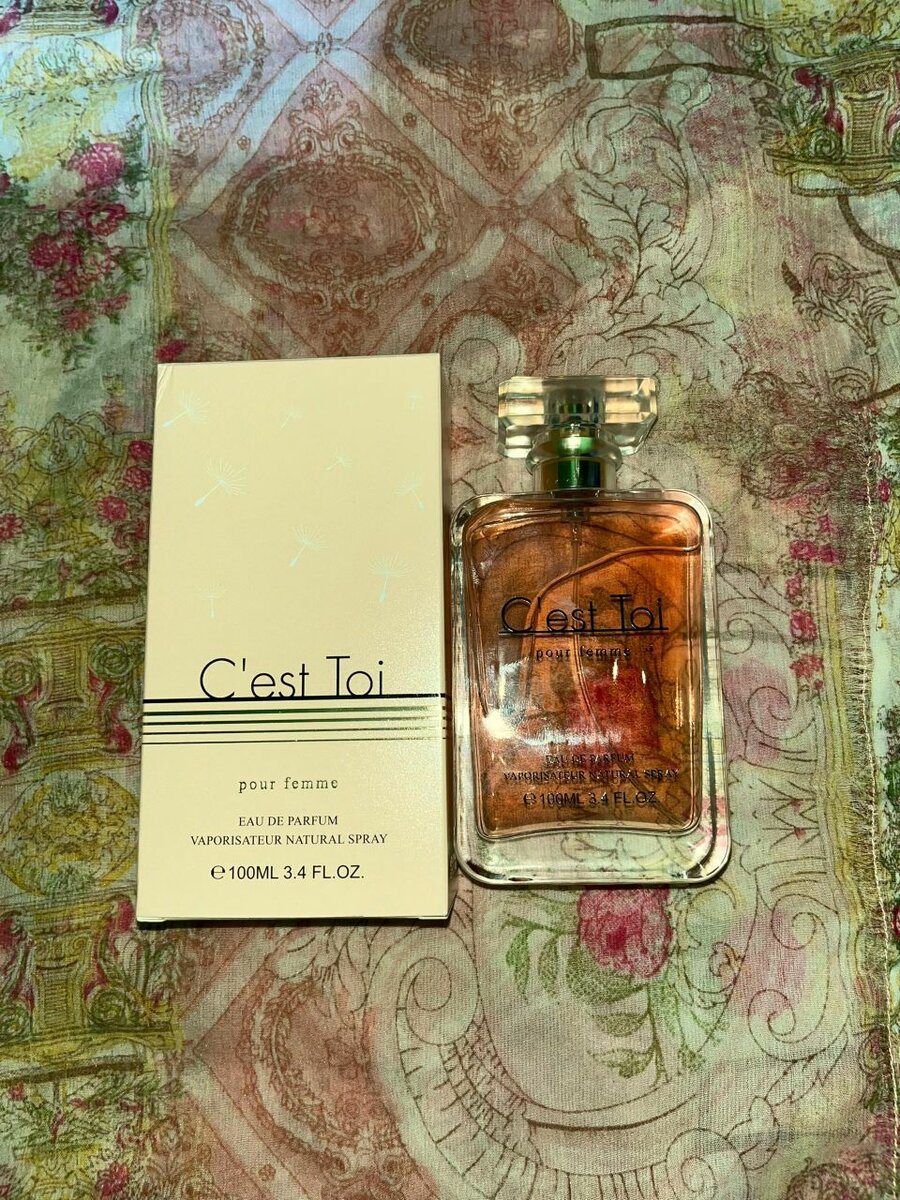 C'est Toi
pour femme
EAU DE PARFUM
VAPORISATEUR NATURAL SPRAY
℮100ML 3.4 FL.OZ.
C'est Toi
pour femme
EAU DE PARFUM
VAPORISATEUR NATURAL SPRAY
℮100ML 3.4 FL.OZ